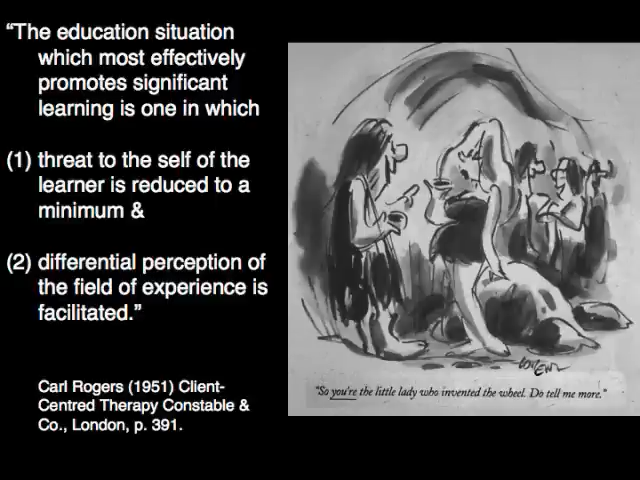 “The education situation
which most effectively
promotes significant
learning is one in which
(1) threat to the self of the
learner is reduced to a
minimum &
(2) differential perception of
the field of experience is
facilitated.”
Carl Rogers (1951) Client-
Centred Therapy Constable &
Co., London, p. 391.
Lorenz
"So you're the little lady who invented the wheel. Do tell me more."